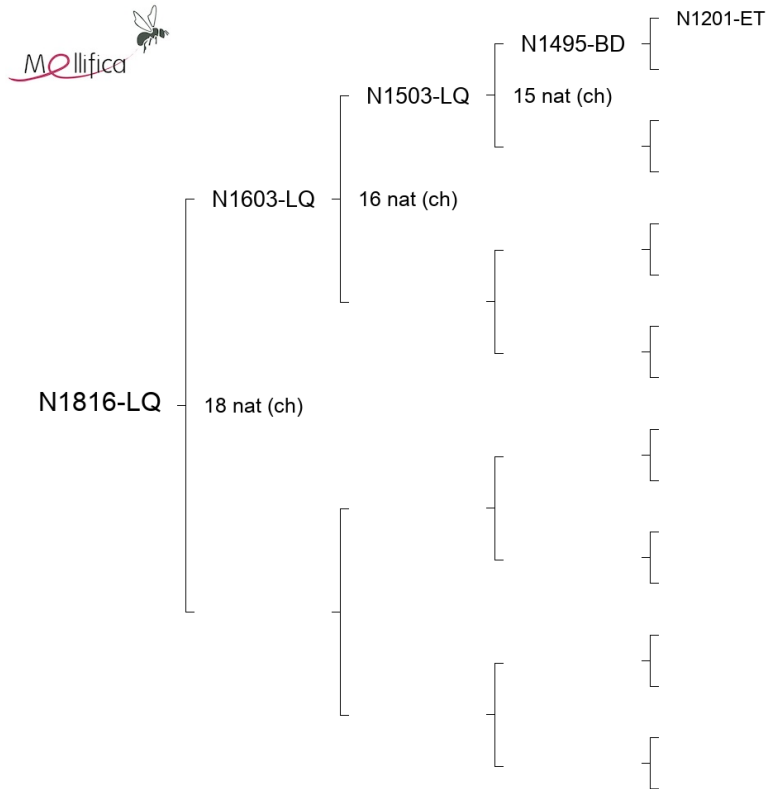 Mellifica
N1201-ET
N1495-BD
N1503-LQ
15 nat (ch)
N1603-LQ
16 nat (ch)
N1816-LQ
18 nat (ch)